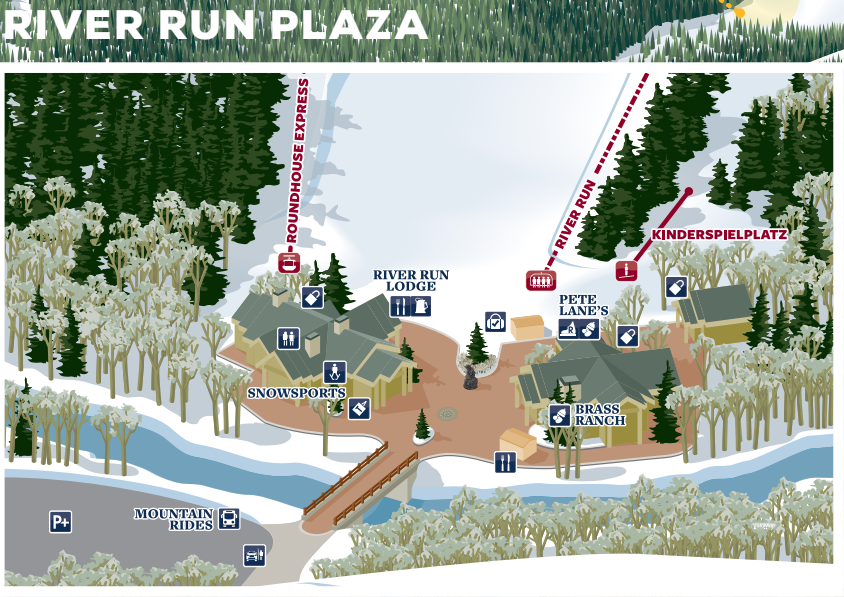 RIVER RUN PLAZA
ROUNDHOUSE EXPRESS
RIVER RUN
KINDERSPIELPLATZ
RIVER RUN
LODGE
PETE
LANE'S
R
SNOWSPORTS
BRASS
RANCH
MOUNTAIN
RIDES
P+